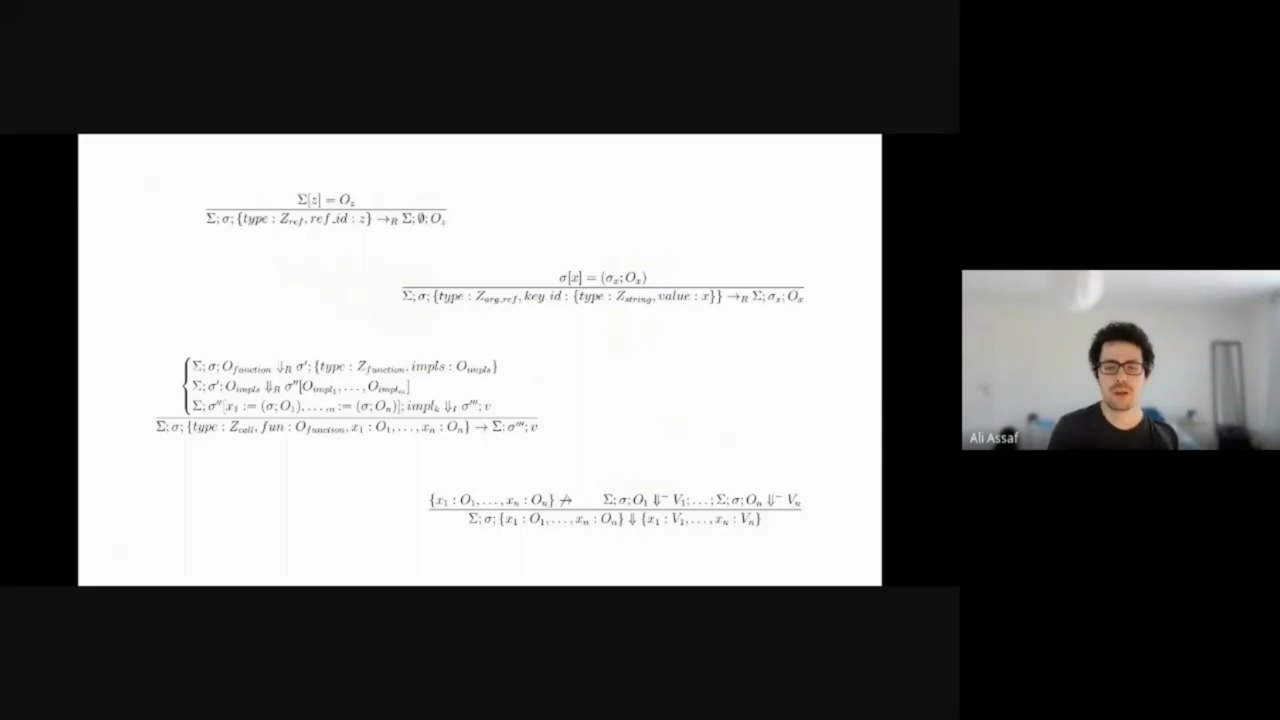 Σ[z] = O_z
Σ; σ; {type : Z_ref, ref_id : z} →_R Σ; ∅; O_z
σ[x] = (σ_x; O_x)
Σ; σ; {type : Z_arg_ref, key_id : {type : Z_string, value : x}} →_R Σ; σ_x; O_x
Σ; σ; O_function ⇓_R σ′; {type : Z_function, impls : O_impls}
Σ; σ′; O_impls ⇓_R σ″[O_impl_1, . . . , O_impl_m]
Σ; σ″[x_1 := (σ; O_1), . . . ,_n := (σ; O_n)]; impl_k ⇓_I σ‴; v
Σ; σ; {type : Z_call, fun : O_function, x_1 : O_1, . . . , x_n : O_n} → Σ; σ‴; v
{x_1 : O_1, . . . , x_n : O_n} ↛ Σ; σ; O_1 ⇓⁻ V_1; . . . ; Σ; σ; O_n ⇓⁻ V_n
Σ; σ; {x_1 : O_1, . . . , x_n : O_n} ⇓ {x_1 : V_1, . . . , x_n : V_n}
Ali Assaf